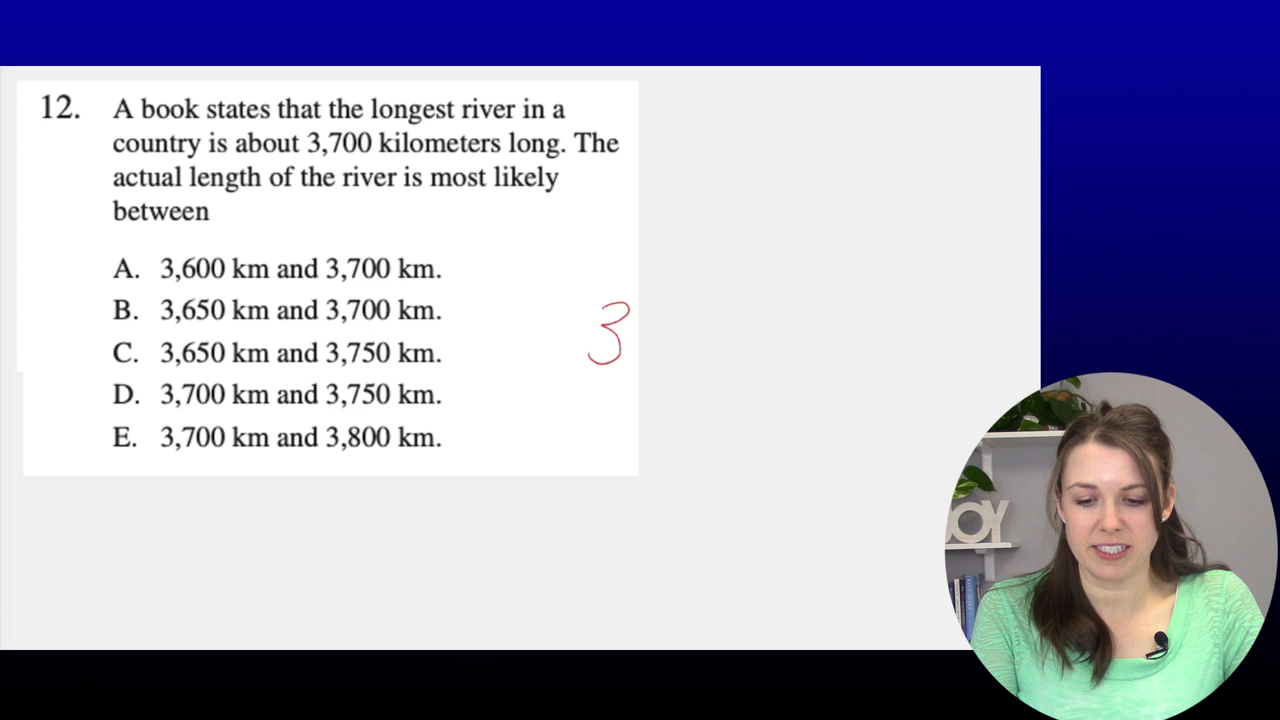 12. A book states that the longest river in a
country is about 3,700 kilometers long. The
actual length of the river is most likely
between
A. 3,600 km and 3,700 km.
B. 3,650 km and 3,700 km.
C. 3,650 km and 3,750 km.
D. 3,700 km and 3,750 km.
E. 3,700 km and 3,800 km.
3
OY